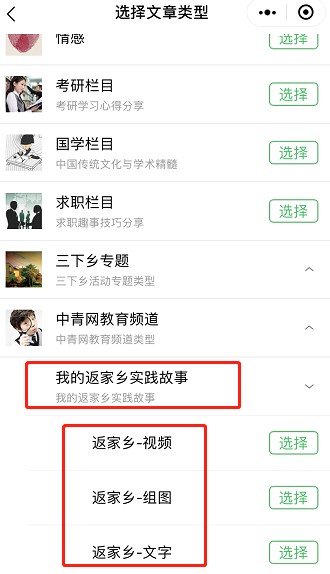 选择文章类型
情感
选择
考研栏目
考研学习心得分享
选择
国学栏目
中国传统文化与学术精髓
选择
求职栏目
求职趣事技巧分享
选择
三下乡专题
三下乡活动专题类型
中青网教育频道
中青网教育频道类型
我的返家乡实践故事
我的返家乡实践故事
返家乡-视频
选择
返家乡-组图
选择
返家乡-文字
选择